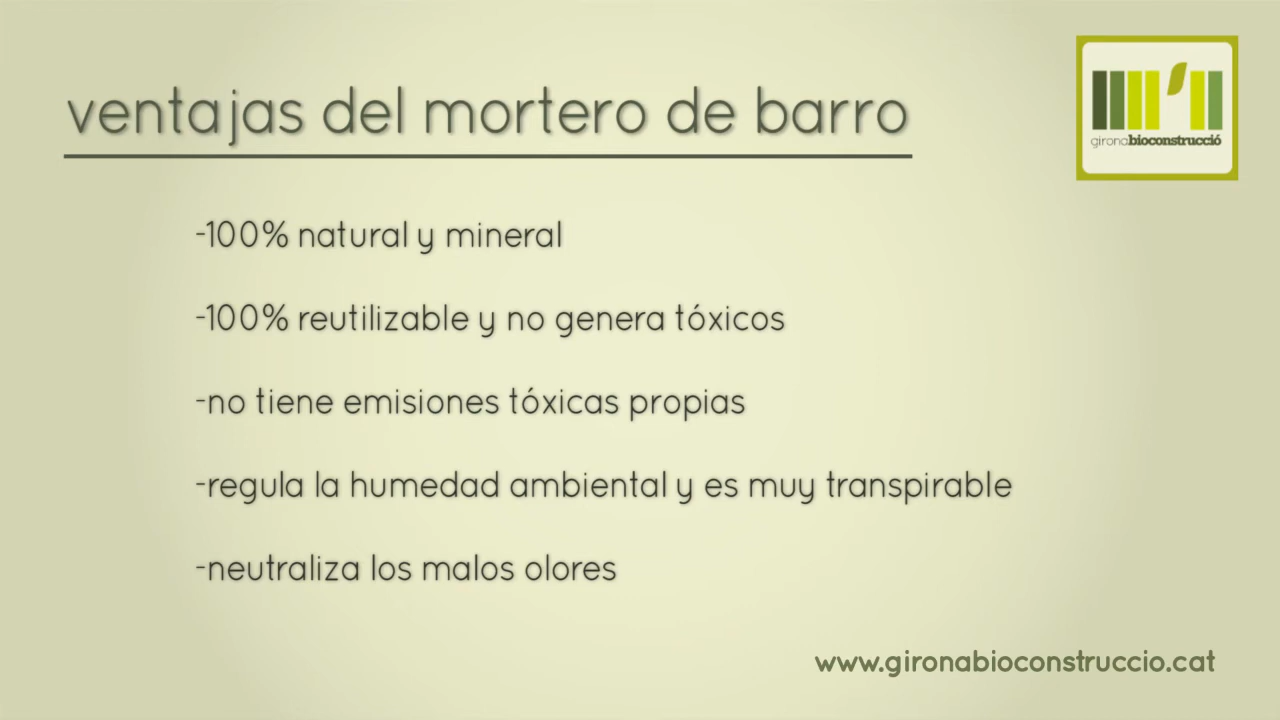 ventajas del mortero de barro
gironabioconstrucció
-100% natural y mineral
-100% reutilizable y no genera tóxicos
-no tiene emisiones tóxicas propias
-regula la humedad ambiental y es muy transpirable
-neutraliza los malos olores
www.gironabioconstruccio.cat